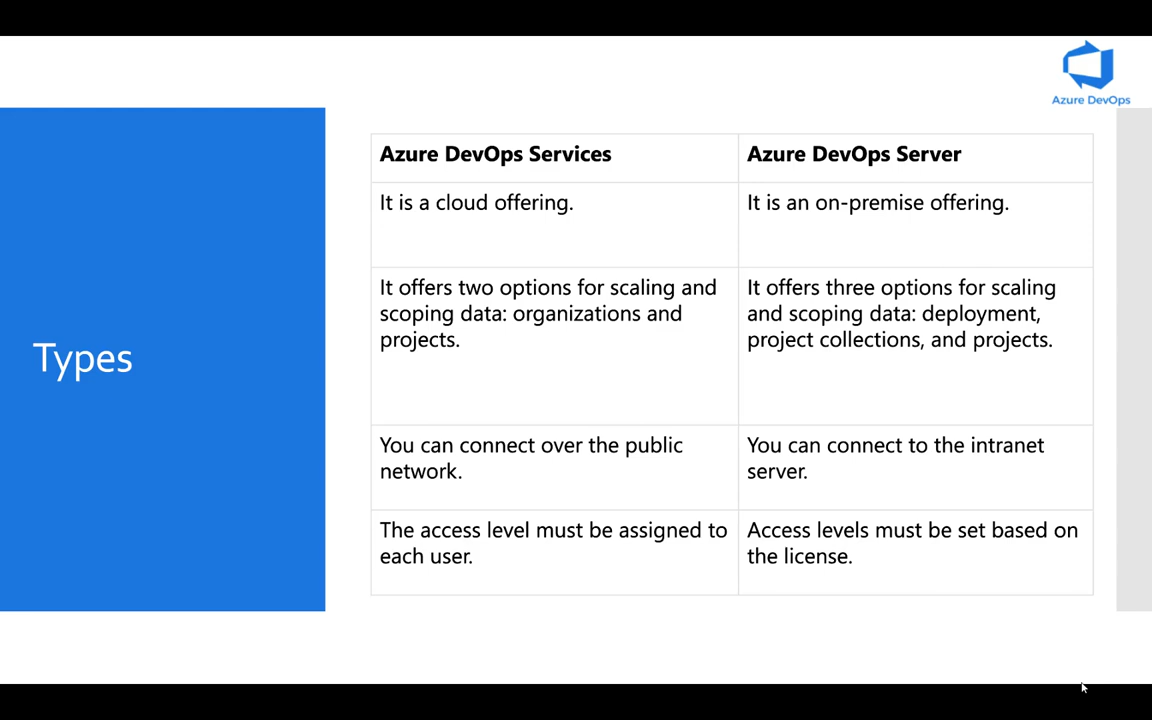 Azure DevOps
Types
Azure DevOps Services
Azure DevOps Server
It is a cloud offering.
It is an on-premise offering.
It offers two options for scaling and
scoping data: organizations and
projects.
It offers three options for scaling
and scoping data: deployment,
project collections, and projects.
You can connect over the public
network.
You can connect to the intranet
server.
The access level must be assigned to
each user.
Access levels must be set based on
the license.